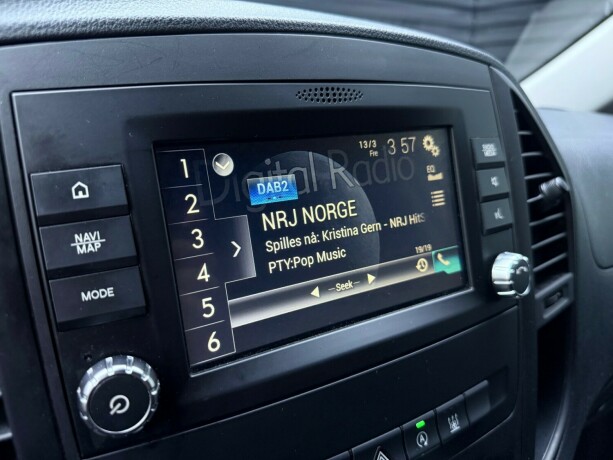 Digital Radio
13/3
Fre
3 57
1
2
3
4
5
6
DAB2
EQ
NRJ NORGE
Spilles nå: Kristina Gern - NRJ HitS
PTY:Pop Music
19/19
Seek
NAVI
MAP
MODE
A